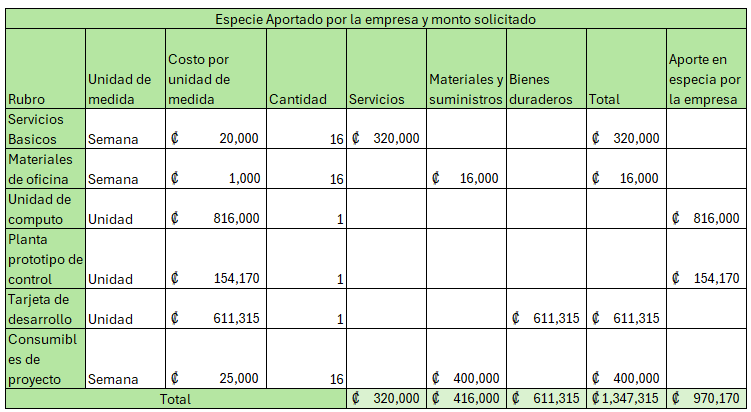 Especie Aportado por la empresa y monto solicitado
Rubro Unidad de medida Costo por unidad de medida Cantidad Servicios Materiales y suministros Bienes duraderos Total Aporte en especia por la empresa
Servicios Basicos Semana ₡ 20,000 16 ₡ 320,000 ₡ 320,000
Materiales de oficina Semana ₡ 1,000 16 ₡ 16,000 ₡ 16,000
Unidad de computo Unidad ₡ 816,000 1 ₡ 816,000
Planta prototipo de control Unidad ₡ 154,170 1 ₡ 154,170
Tarjeta de desarrollo Unidad ₡ 611,315 1 ₡ 611,315 ₡ 611,315
Consumibles de proyecto Semana ₡ 25,000 16 ₡ 400,000 ₡ 400,000
Total ₡ 320,000 ₡ 416,000 ₡ 611,315 ₡ 1,347,315 ₡ 970,170